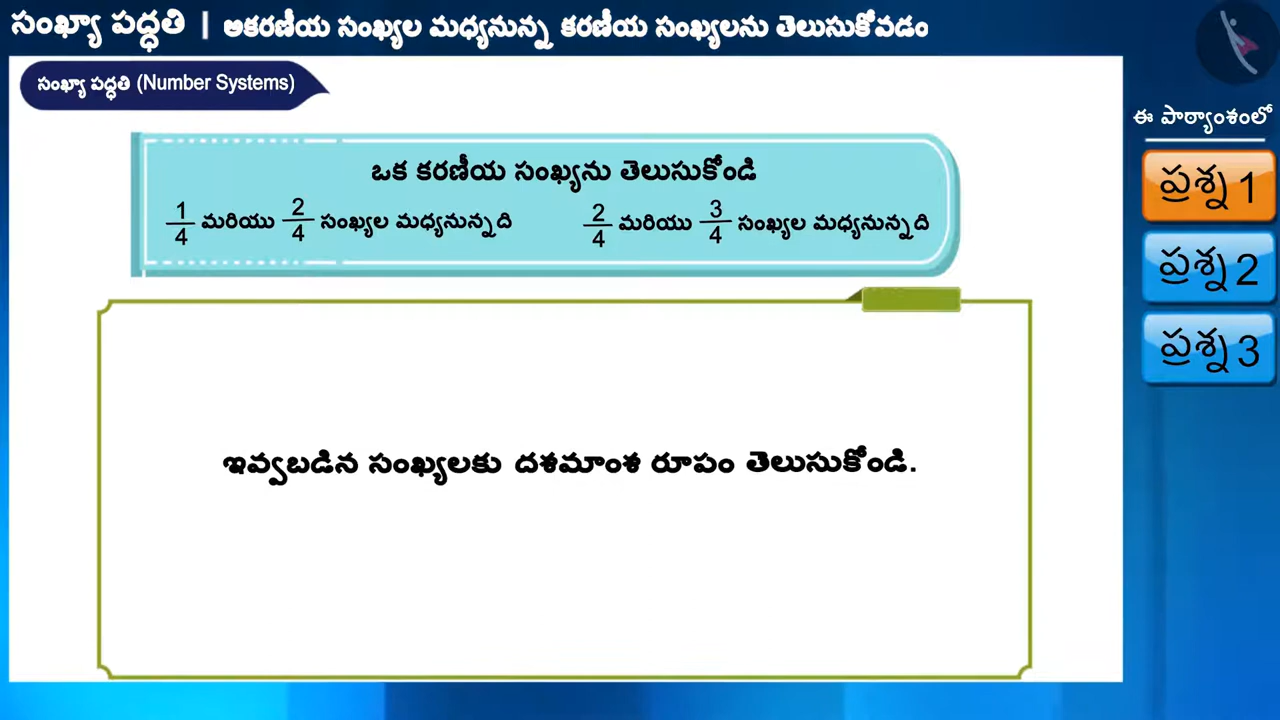 సంఖ్యా పద్ధతి | ఆకరణీయ సంఖ్యల మధ్యనున్న కరణీయ సంఖ్యలను తెలుసుకోవడం
సంఖ్యా పద్ధతి (Number Systems)
ఈ పాఠ్యాంశంలో
ఒక కరణీయ సంఖ్యను తెలుసుకోండి
1/4 మరియు 2/4 సంఖ్యల మధ్యనున్నది
2/4 మరియు 3/4 సంఖ్యల మధ్యనున్నది
ప్రశ్న 1
ప్రశ్న 2
ప్రశ్న 3
ఇవ్వబడిన సంఖ్యలకు దశమాంశ రూపం తెలుసుకోండి.